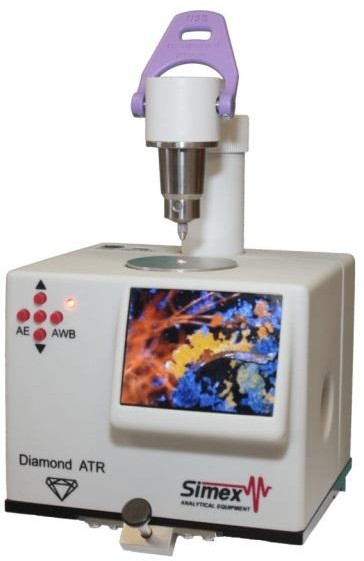 AE
AWB
Diamond ATR
Simex
ANALYTICAL EQUIPMENT